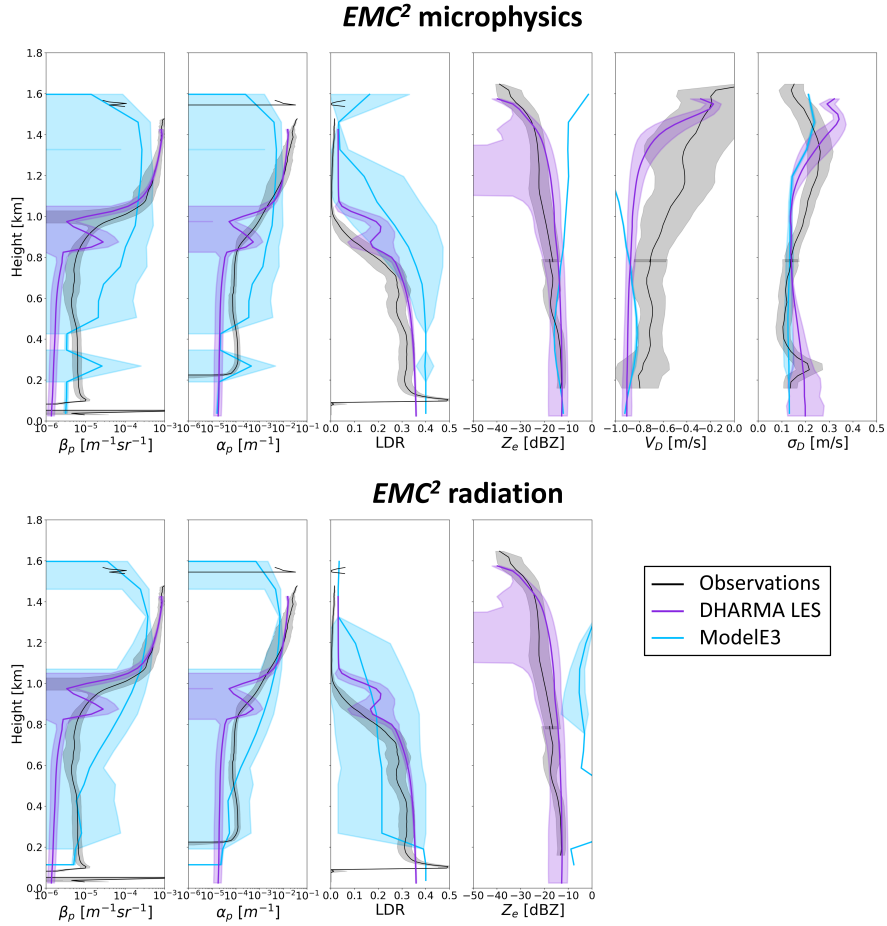 EMC² microphysics
1.8
1.6
1.4
1.2
1.0
0.8
0.6
0.4
0.2
0.0
Height [km]
10⁻⁶ 10⁻⁵ 10⁻⁴ 10⁻³
10⁻⁶ 10⁻⁵ 10⁻⁴ 10⁻³ 10⁻² 10⁻¹
0.0 0.1 0.2 0.3 0.4 0.5
−50 −40 −30 −20 −10 0
−1.0 −0.8 −0.6 −0.4 −0.2 0.0
0.0 0.1 0.2 0.3 0.4 0.5
βₚ [m⁻¹sr⁻¹]
αₚ [m⁻¹]
LDR
Zₑ [dBZ]
V_D [m/s]
σ_D [m/s]
EMC² radiation
1.8
1.6
1.4
1.2
1.0
0.8
0.6
0.4
0.2
0.0
Height [km]
10⁻⁶ 10⁻⁵ 10⁻⁴ 10⁻³
10⁻⁶ 10⁻⁵ 10⁻⁴ 10⁻³ 10⁻² 10⁻¹
0.0 0.1 0.2 0.3 0.4 0.5
−50 −40 −30 −20 −10 0
βₚ [m⁻¹sr⁻¹]
αₚ [m⁻¹]
LDR
Zₑ [dBZ]
Observations
DHARMA LES
ModelE3